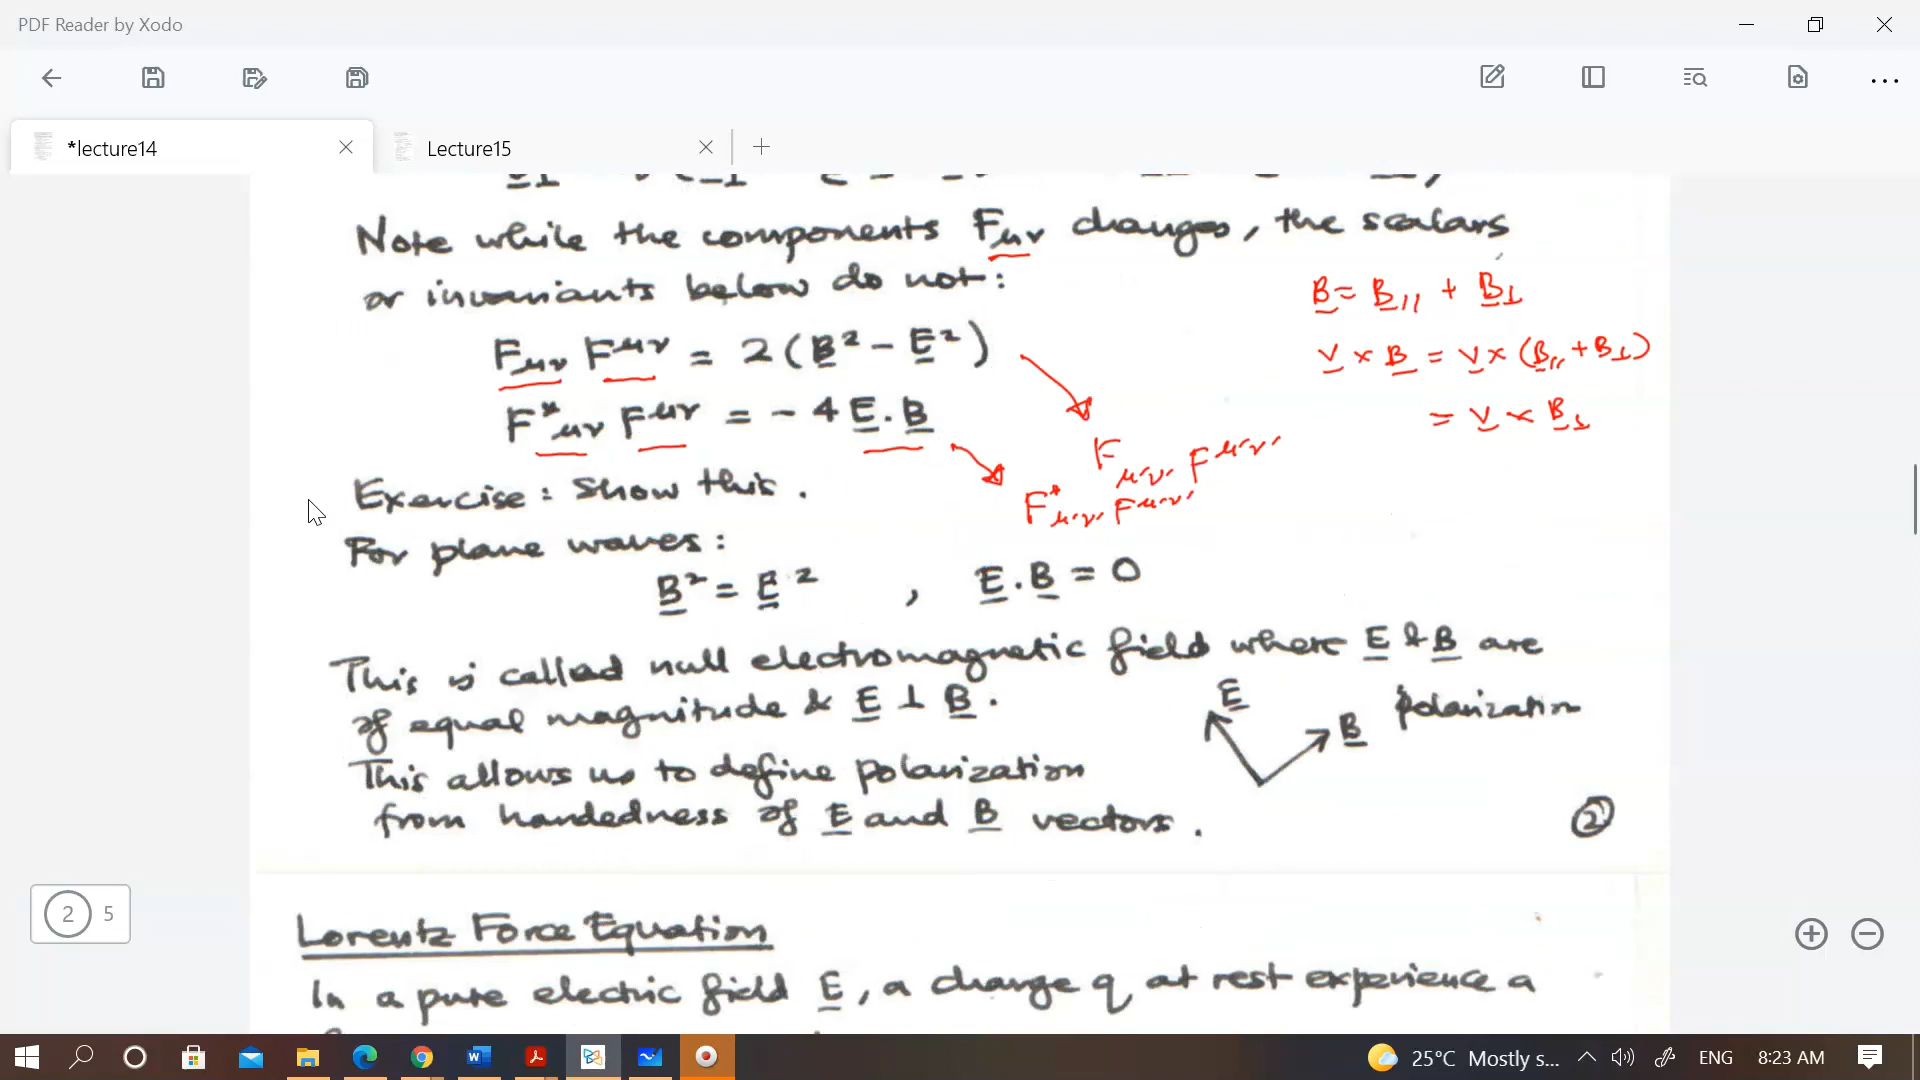 PDF Reader by Xodo
*lecture14
Lecture15
Note while the components Fμν changes, the scalars
or invariants below do not:
Fμν F^μν = 2(B² - E²)
F*μν F^μν = - 4 E . B
Exercise: Show this.
For plane waves:
B² = E² , E . B = 0
This is called null electromagnetic field where E & B are
of equal magnitude & E ⊥ B.
This allows us to define polarization
from handedness of E and B vectors.
E
B
Polarization
2
B = B// + B⊥
V × B = V × (B// + B⊥)
= V × B⊥
Fμ'ν' F^μ'ν'
F*μ'ν' F^μ'ν'
Lorentz Force Equation
In a pure electric field E, a charge q at rest experience a
2 5
25°C Mostly s...
ENG
8:23 AM